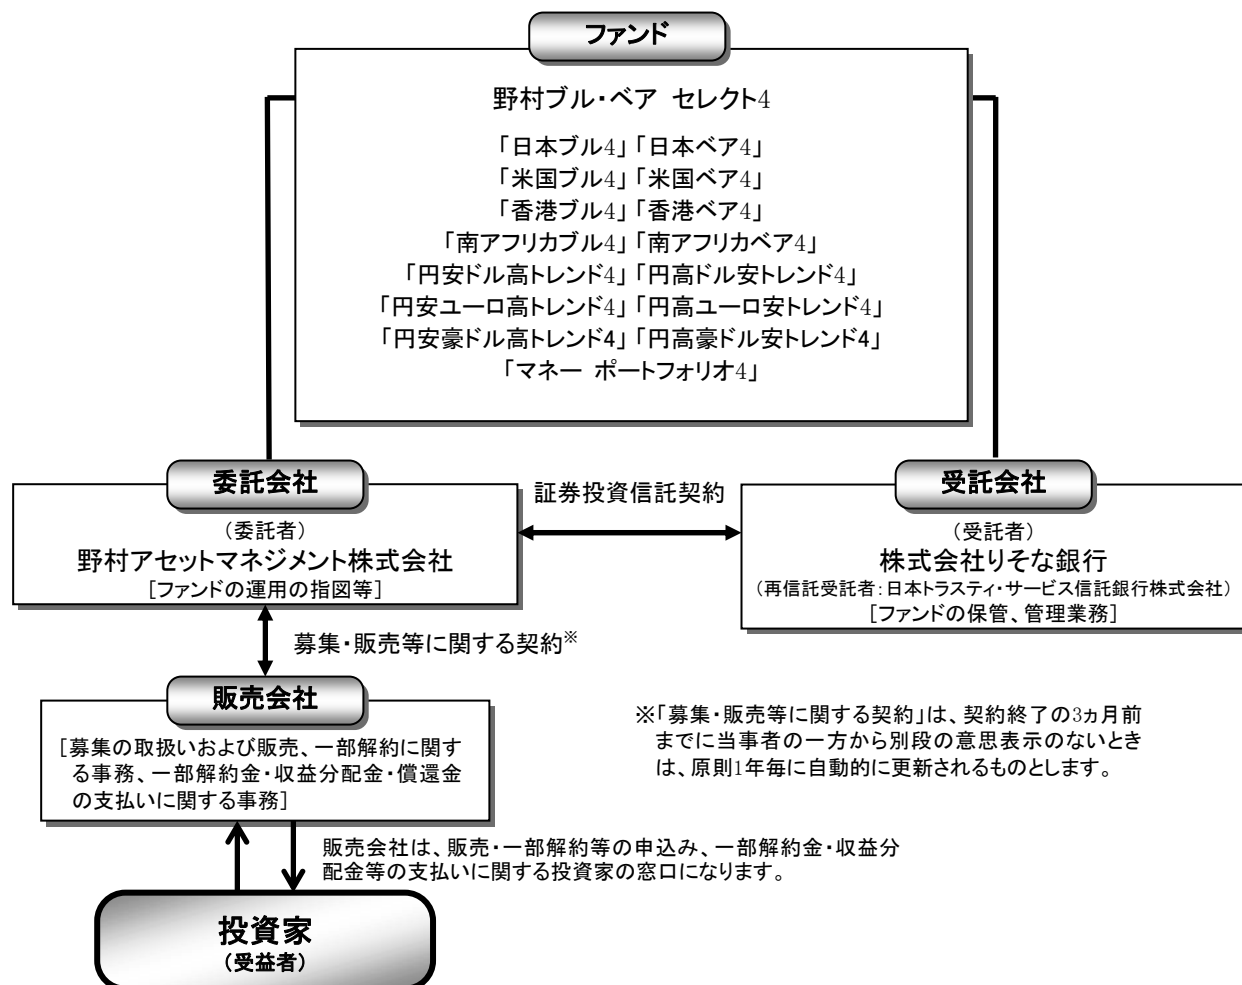 ファンド
野村ブル・ベア セレクト4
「日本ブル4」「日本ベア4」
「米国ブル4」「米国ベア4」
「香港ブル4」「香港ベア4」
「南アフリカブル4」「南アフリカベア4」
「円安ドル高トレンド4」「円高ドル安トレンド4」
「円安ユーロ高トレンド4」「円高ユーロ安トレンド4」
「円安豪ドル高トレンド4」「円高豪ドル安トレンド4」
「マネー ポートフォリオ4」
委託会社
(委託者)
野村アセットマネジメント株式会社
[ファンドの運用の指図等]
証券投資信託契約
受託会社
(受託者)
株式会社りそな銀行
(再信託受託者:日本トラスティ・サービス信託銀行株式会社)
[ファンドの保管、管理業務]
募集・販売等に関する契約※
販売会社
[募集の取扱いおよび販売、一部解約に関す
る事務、一部解約金・収益分配金・償還金
の支払いに関する事務]
※「募集・販売等に関する契約」は、契約終了の3ヵ月前
までに当事者の一方から別段の意思表示のないとき
は、原則1年毎に自動的に更新されるものとします。
販売会社は、販売・一部解約等の申込み、一部解約金・収益分
配金等の支払いに関する投資家の窓口になります。
投資家
(受益者)